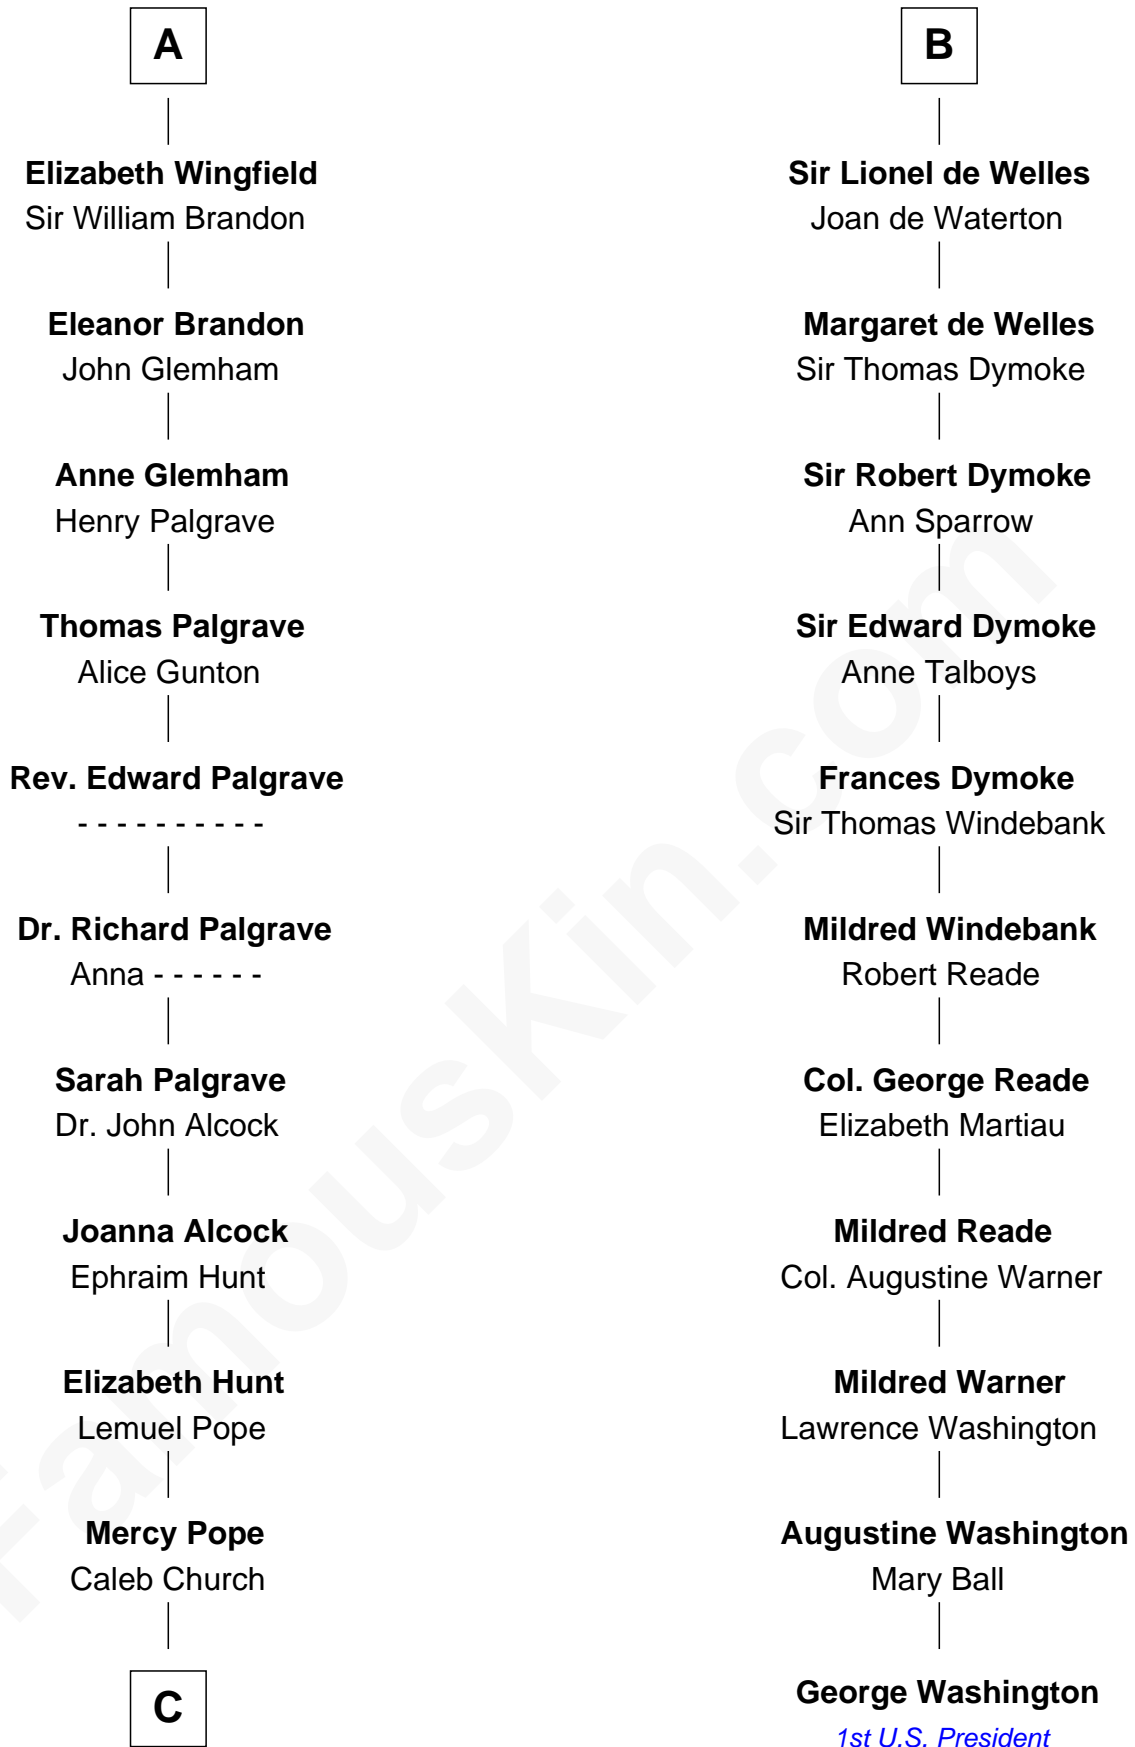 A
Elizabeth Wingfield
Sir William Brandon
Eleanor Brandon
John Glemham
Anne Glemham
Henry Palgrave
Thomas Palgrave
Alice Gunton
Rev. Edward Palgrave
- - - - - - - - - -
Dr. Richard Palgrave
Anna - - - - - -
Sarah Palgrave
Dr. John Alcock
Joanna Alcock
Ephraim Hunt
Elizabeth Hunt
Lemuel Pope
Mercy Pope
Caleb Church
C
B
Sir Lionel de Welles
Joan de Waterton
Margaret de Welles
Sir Thomas Dymoke
Sir Robert Dymoke
Ann Sparrow
Sir Edward Dymoke
Anne Talboys
Frances Dymoke
Sir Thomas Windebank
Mildred Windebank
Robert Reade
Col. George Reade
Elizabeth Martiau
Mildred Reade
Col. Augustine Warner
Mildred Warner
Lawrence Washington
Augustine Washington
Mary Ball
George Washington
1st U.S. President
FamousKin.com